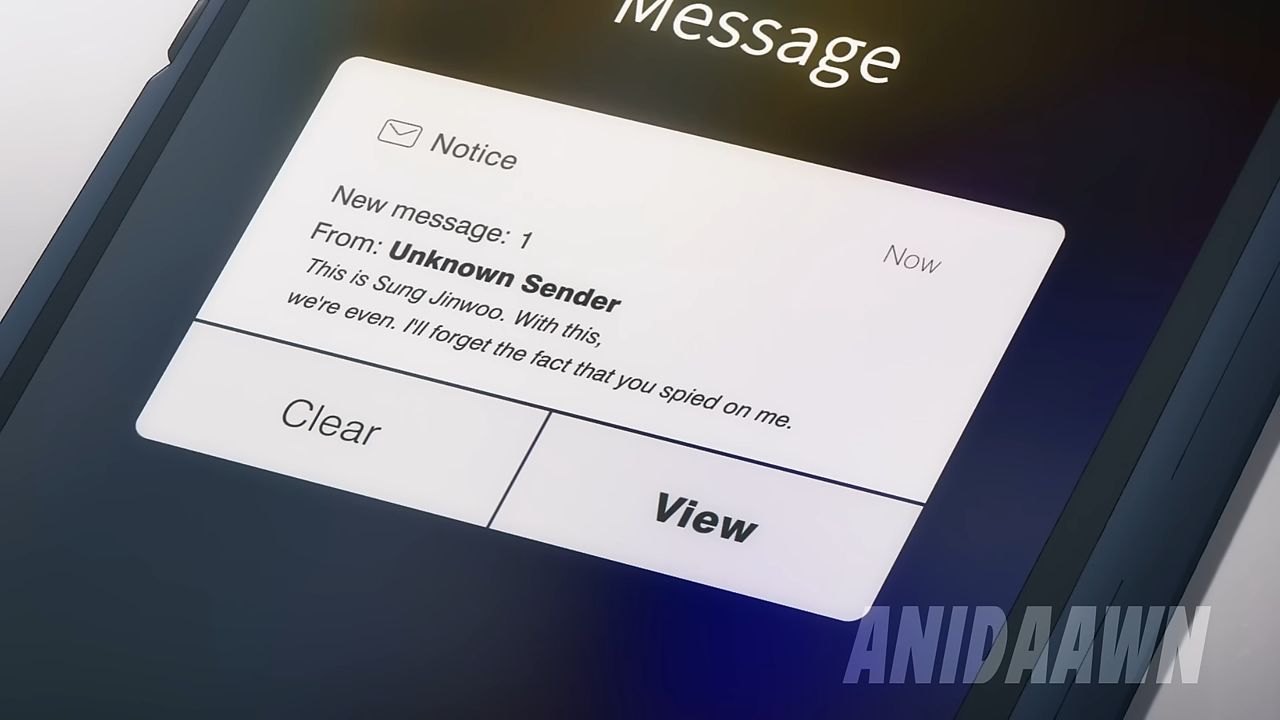 Message
Notice
Now
New message: 1
From: Unknown Sender
This is Sung Jinwoo. With this,
we're even. I'll forget the fact that you spied on me.
Clear
View
ANIDAAWN